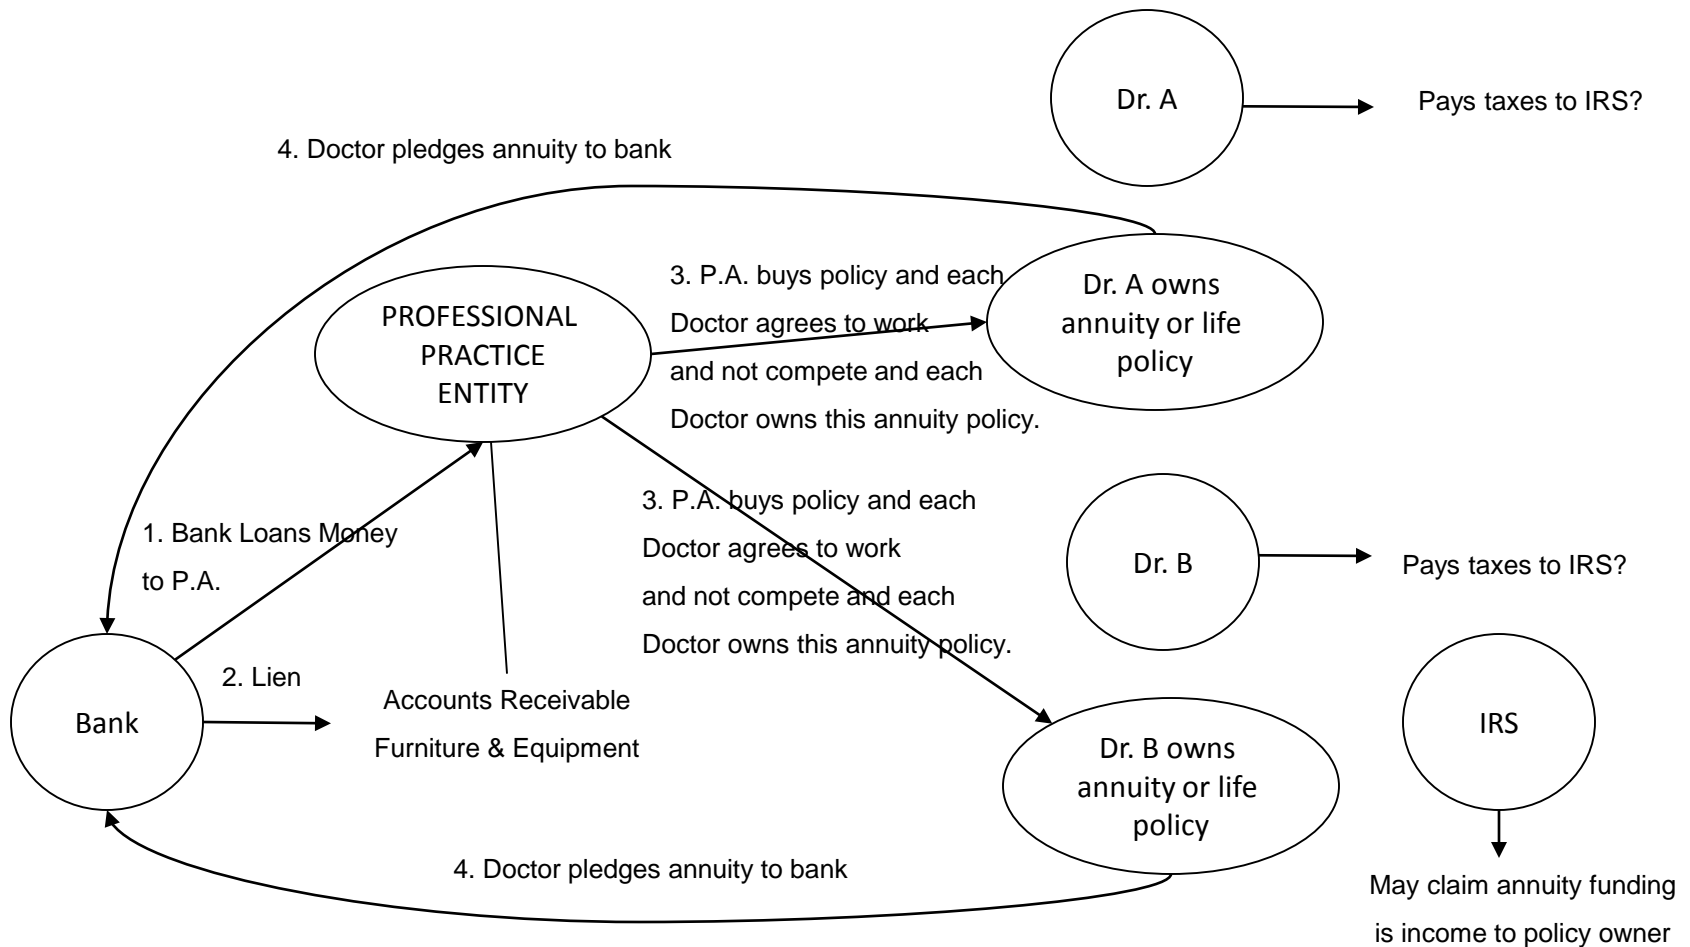 Dr. A
Pays taxes to IRS?
4. Doctor pledges annuity to bank
PROFESSIONAL
PRACTICE
ENTITY
3. P.A. buys policy and each
Doctor agrees to work
and not compete and each
Doctor owns this annuity policy.
Dr. A owns
annuity or life
policy
1. Bank Loans Money
to P.A.
3. P.A. buys policy and each
Doctor agrees to work
and not compete and each
Doctor owns this annuity policy.
Dr. B
Pays taxes to IRS?
Bank
2. Lien
Accounts Receivable
Furniture & Equipment
Dr. B owns
annuity or life
policy
IRS
4. Doctor pledges annuity to bank
May claim annuity funding
is income to policy owner